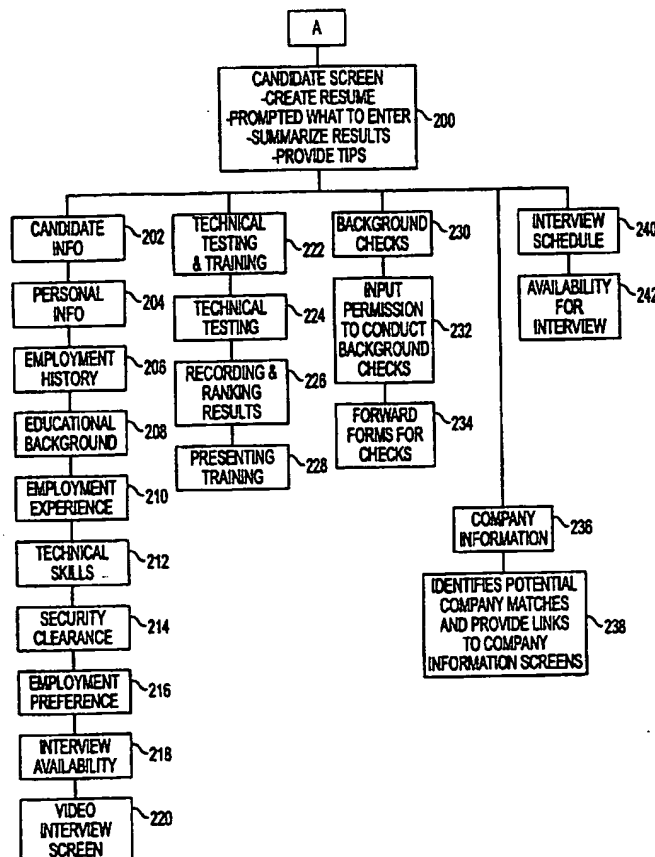 A
CANDIDATE SCREEN
-CREATE RESUME
-PROMPTED WHAT TO ENTER
-SUMMARIZE RESULTS
-PROVIDE TIPS
200
CANDIDATE
INFO
202
PERSONAL
INFO
204
EMPLOYMENT
HISTORY
206
EDUCATIONAL
BACKGROUND
208
EMPLOYMENT
EXPERIENCE
210
TECHNICAL
SKILLS
212
SECURITY
CLEARANCE
214
EMPLOYMENT
PREFERENCE
216
INTERVIEW
AVAILABILITY
218
VIDEO
INTERVIEW
SCREEN
220
TECHNICAL
TESTING
& TRAINING
222
TECHNICAL
TESTING
224
RECORDING &
RANKING
RESULTS
226
PRESENTING
TRAINING
228
BACKGROUND
CHECKS
230
INPUT
PERMISSION
TO CONDUCT
BACKGROUND
CHECKS
232
FORWARD
FORMS FOR
CHECKS
234
COMPANY
INFORMATION
236
IDENTIFIES POTENTIAL
COMPANY MATCHES
AND PROVIDE LINKS
TO COMPANY
INFORMATION SCREENS
238
INTERVIEW
SCHEDULE
240
AVAILABILITY
FOR
INTERVIEW
242